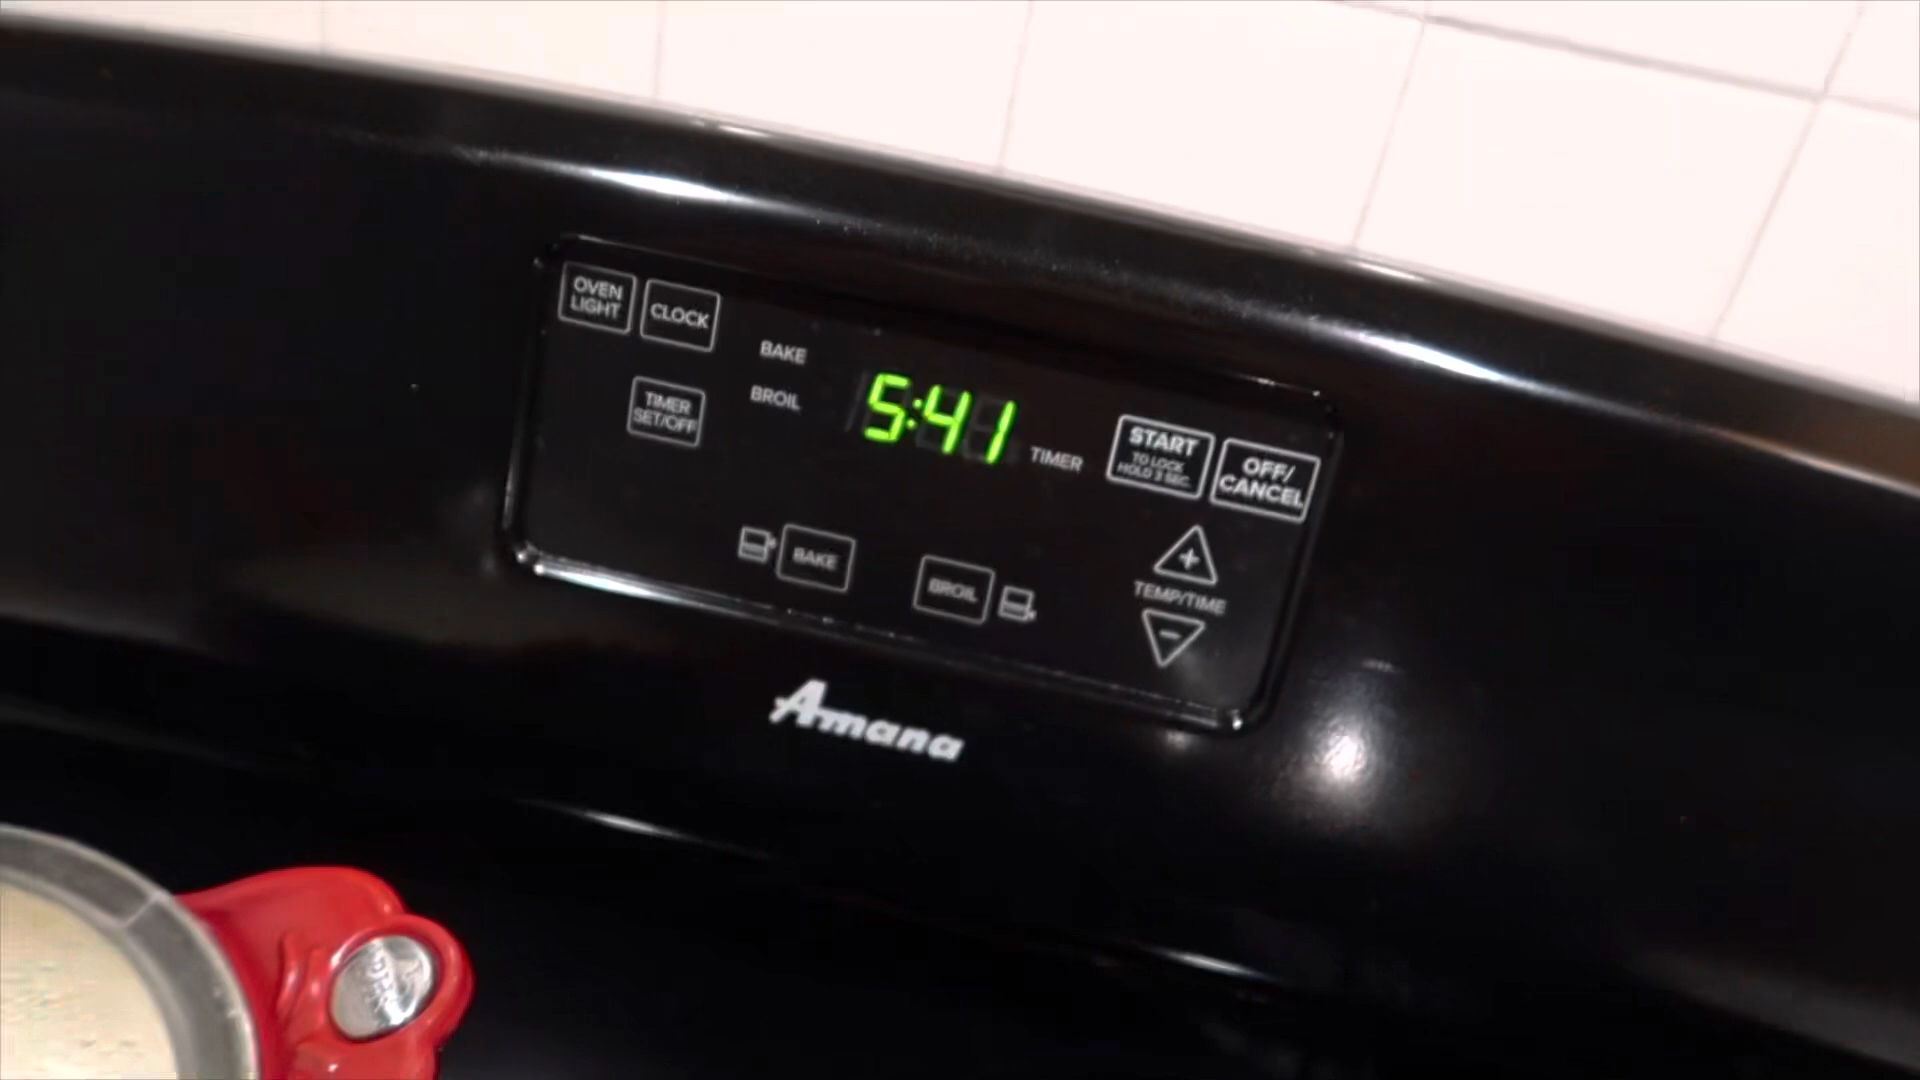 OVEN
LIGHT
CLOCK
BAKE
TIMER
SET/OFF
BROIL
5:41
TIMER
START
TO LOCK
HOLD 3 SEC.
OFF/
CANCEL
BAKE
BROIL
+
TEMP/TIME
-
Amana